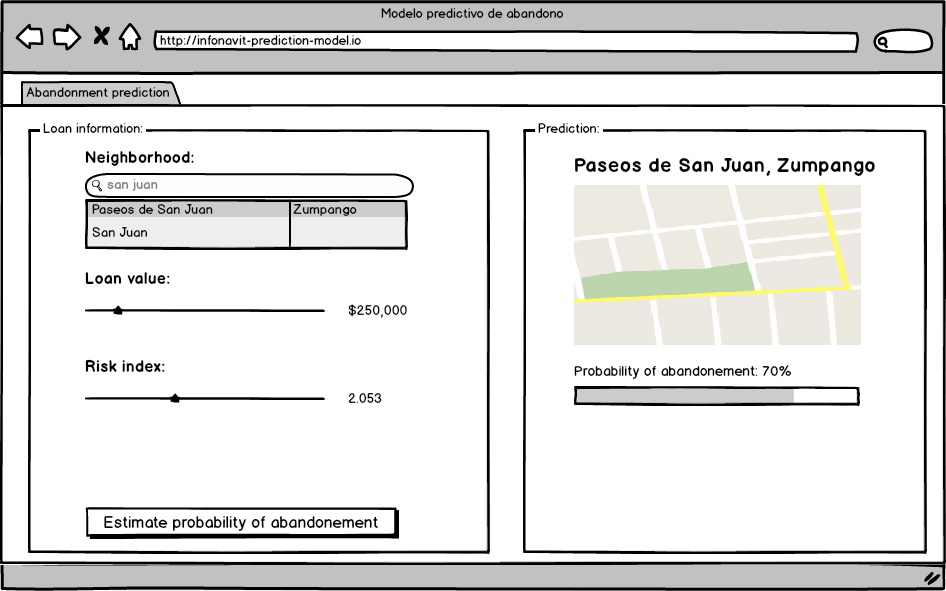 Modelo predictivo de abandono
http://infonavit-prediction-model.io
Abandonment prediction
Loan information:
Neighborhood:
san juan
Paseos de San Juan Zumpango
San Juan
Loan value:
$250,000
Risk index:
2.053
Estimate probability of abandonement
Prediction:
Paseos de San Juan, Zumpango
Probability of abandonement: 70%